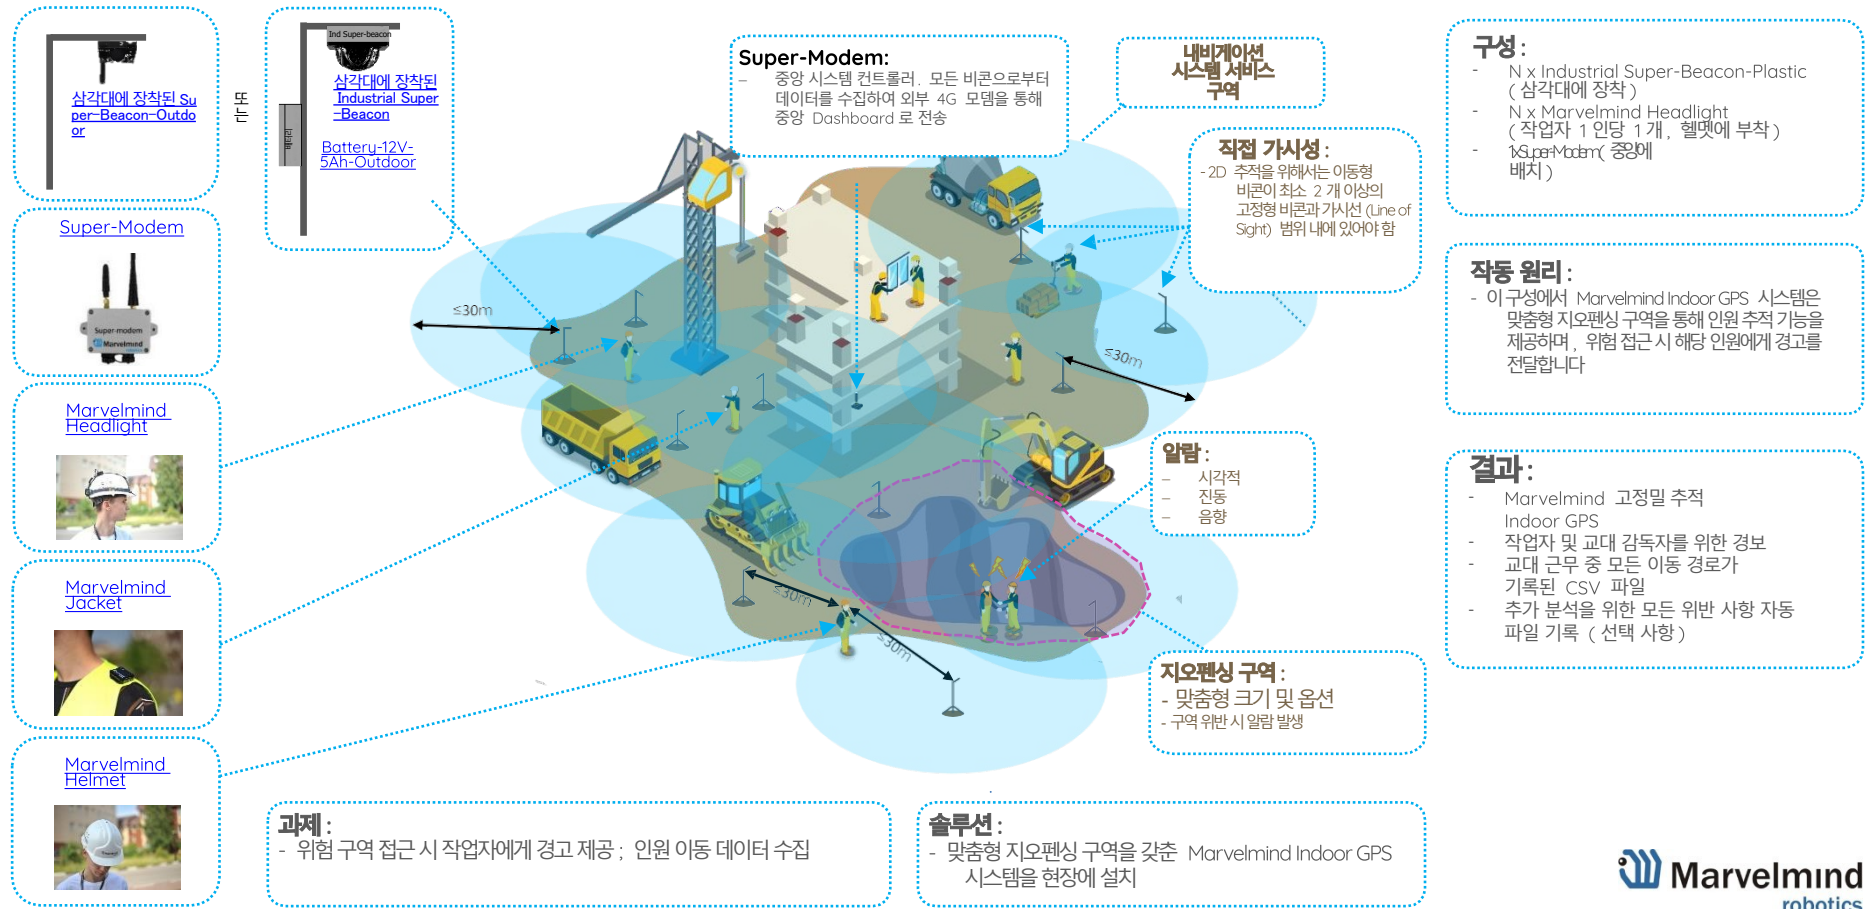 삼각대에 장착된 Su
per-Beacon-Outdo
or
또는
Ind Super-beacon
삼각대에 장착된
Industrial Super
-Beacon
배터리
Battery-12V-
5Ah-Outdoor
Super-Modem
Super-modem
Marvelmind
robotics
Marvelmind
Headlight
Marvelmind
Jacket
Marvelmind
Helmet
Super-Modem:
– 중앙 시스템 컨트롤러. 모든 비콘으로부터
데이터를 수집하여 외부 4G 모뎀을 통해
중앙 Dashboard 로 전송
내비게이션
시스템 서비스
구역
직접 가시성 :
- 2D 추적을 위해서는 이동형
비콘이 최소 2 개 이상의
고정형 비콘과 가시선 (Line of
Sight) 범위 내에 있어야 함
≤30m
≤30m
≤30m
≤30m
알람 :
– 시각적
– 진동
– 음향
지오펜싱 구역 :
- 맞춤형 크기 및 옵션
- 구역 위반 시 알람 발생
과제 :
- 위험 구역 접근 시 작업자에게 경고 제공 ; 인원 이동 데이터 수집
솔루션 :
- 맞춤형 지오펜싱 구역을 갖춘 Marvelmind Indoor GPS
시스템을 현장에 설치
구성 :
- N x Industrial Super-Beacon-Plastic
( 삼각대에 장착 )
- N x Marvelmind Headlight
( 작업자 1 인당 1 개 , 헬멧에 부착 )
- 1xSuper-Modem ( 중앙에
배치 )
작동 원리 :
- 이 구성에서 Marvelmind Indoor GPS 시스템은
맞춤형 지오펜싱 구역을 통해 인원 추적 기능을
제공하며 , 위험 접근 시 해당 인원에게 경고를
전달합니다
결과 :
- Marvelmind 고정밀 추적
Indoor GPS
- 작업자 및 교대 감독자를 위한 경보
- 교대 근무 중 모든 이동 경로가
기록된 CSV 파일
- 추가 분석을 위한 모든 위반 사항 자동
파일 기록 ( 선택 사항 )
Marvelmind
robotics